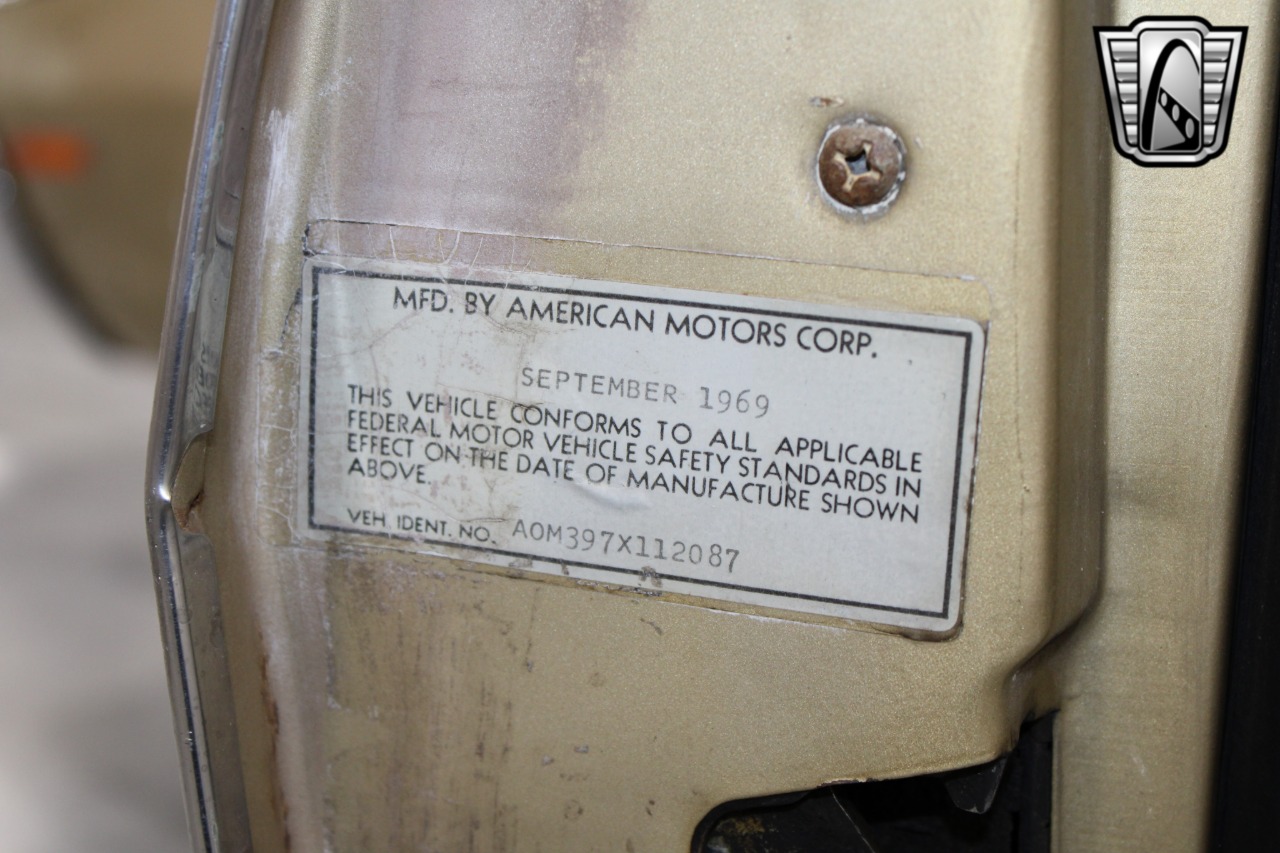 MFD. BY AMERICAN MOTORS CORP.
SEPTEMBER 1969
THIS VEHICLE CONFORMS TO ALL APPLICABLE
FEDERAL MOTOR VEHICLE SAFETY STANDARDS IN
EFFECT ON THE DATE OF MANUFACTURE SHOWN
ABOVE.
VEH. IDENT. NO. A0M397X112087